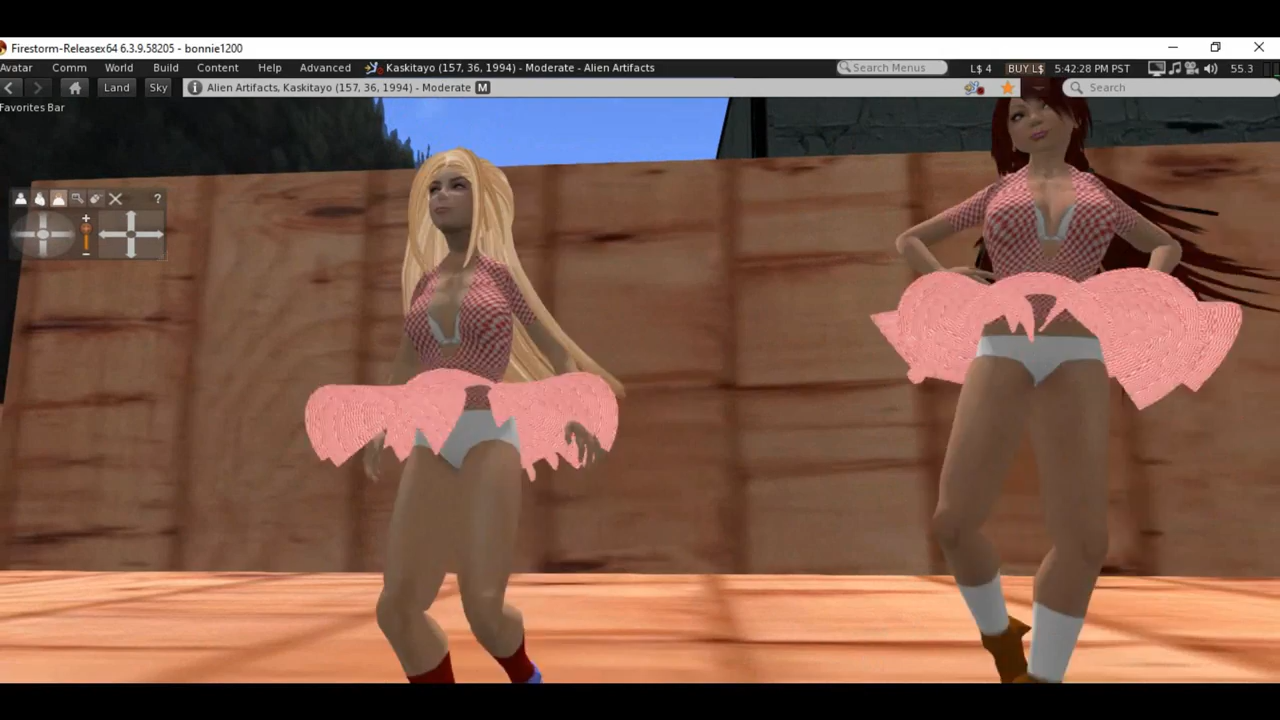 Firestorm-Releasex64 6.3.9.58205 - bonnie1200
Avatar Comm World Build Content Help Advanced Kaskitayo (157, 36, 1994) - Moderate - Alien Artifacts Search Menus L$ 4 BUY L$ 5:42:28 PM PST 55.3
Land Sky Alien Artifacts, Kaskitayo (157, 36, 1994) - Moderate M Search
Favorites Bar
?